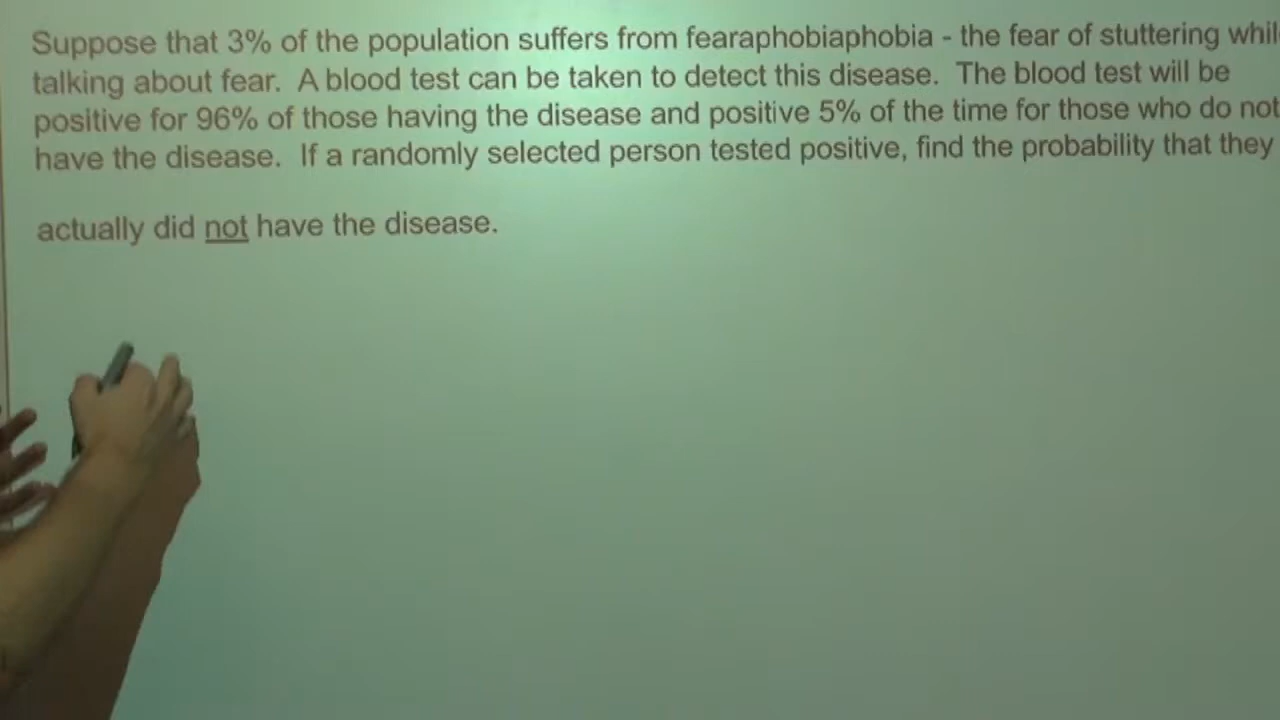 Suppose that 3% of the population suffers from fearaphobiaphobia - the fear of stuttering whil
talking about fear. A blood test can be taken to detect this disease. The blood test will be
positive for 96% of those having the disease and positive 5% of the time for those who do not
have the disease. If a randomly selected person tested positive, find the probability that they
actually did not have the disease.